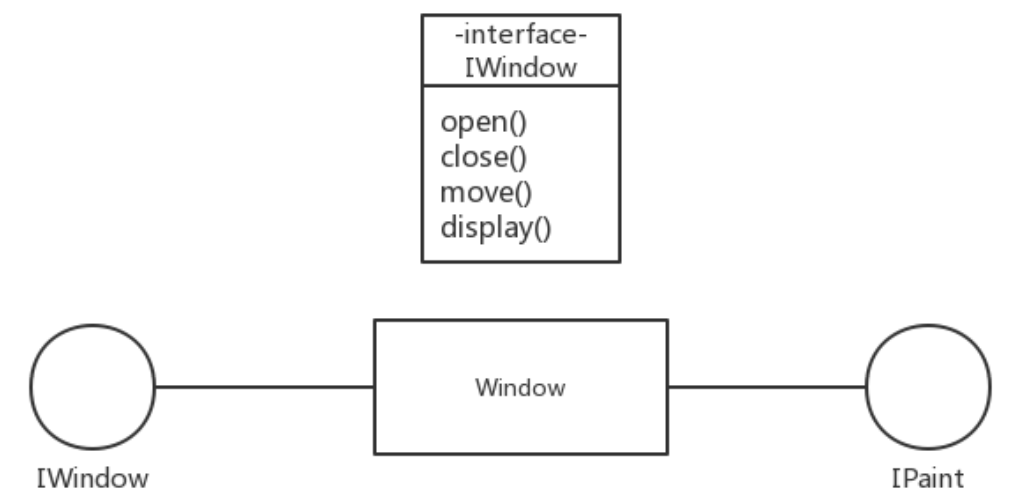 -interface-
IWindow
open()
close()
move()
display()
Window
IWindow
IPaint